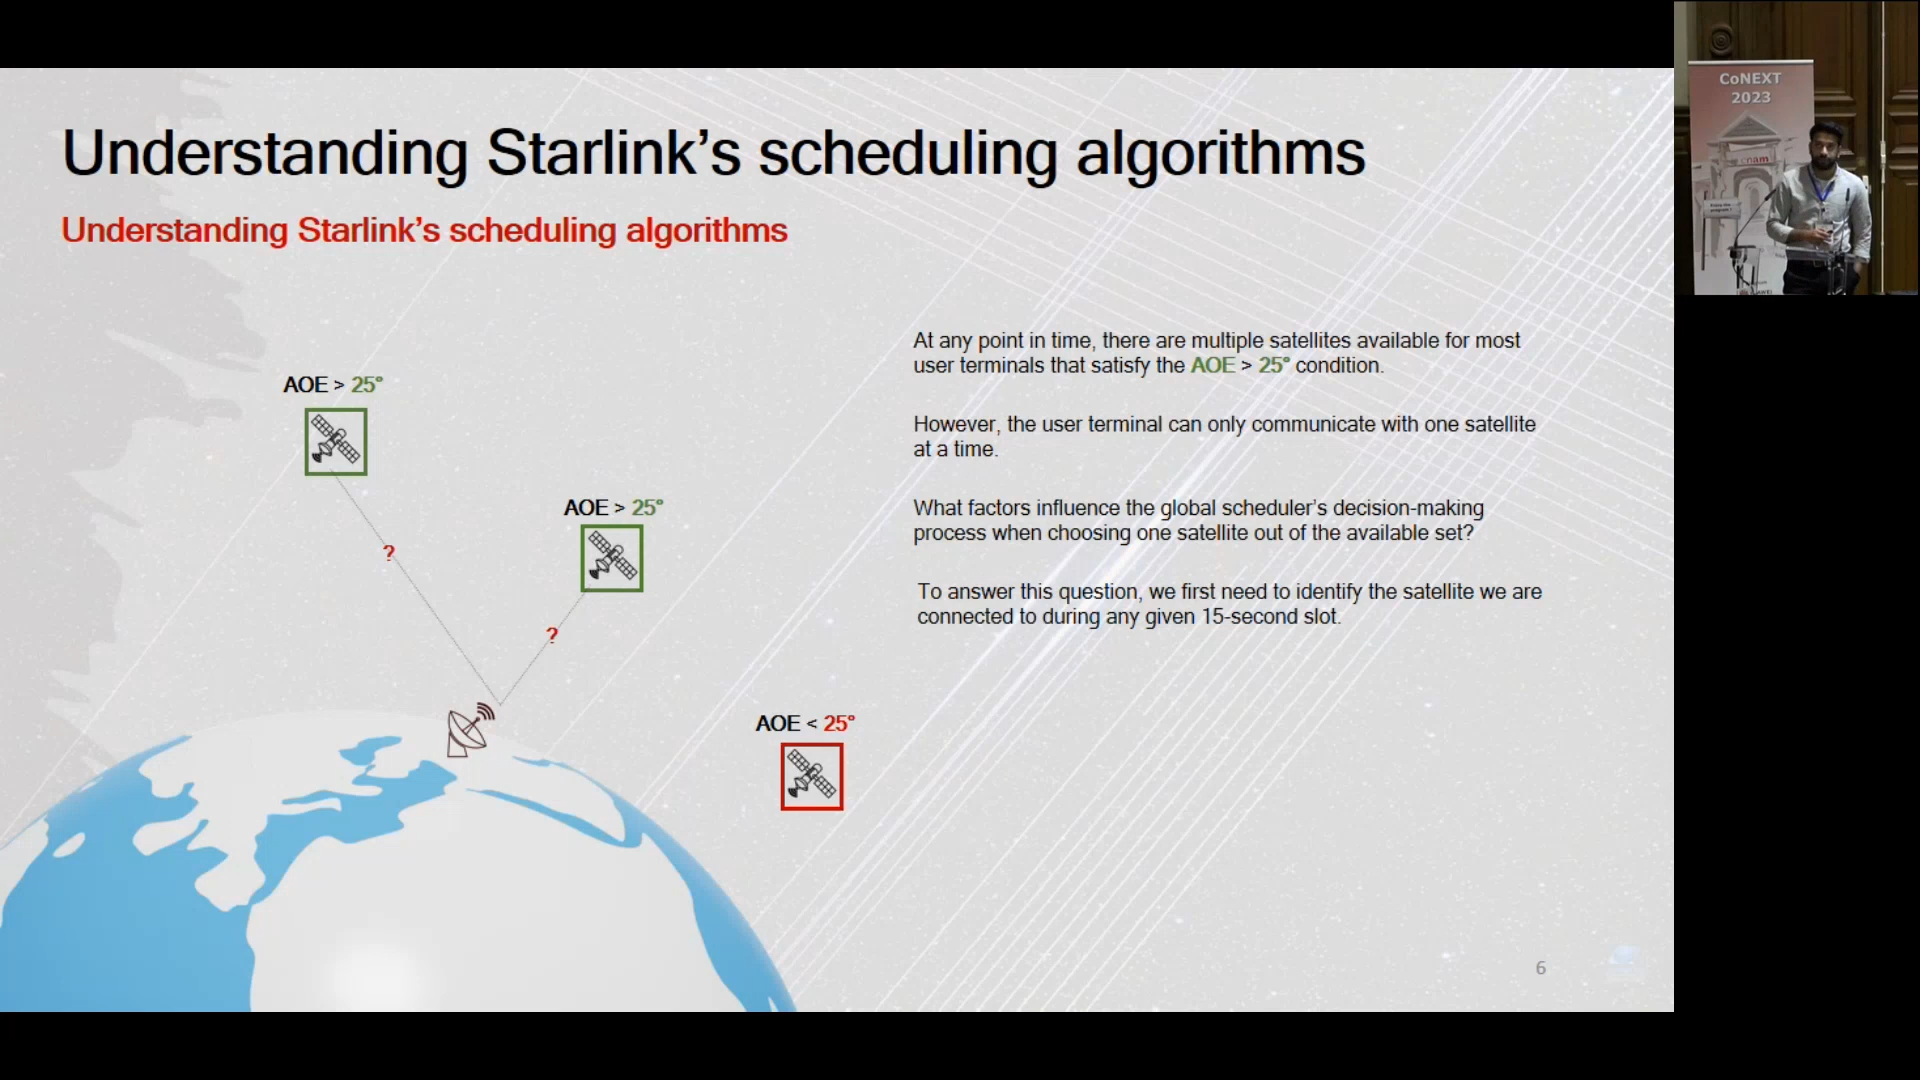 Understanding Starlink’s scheduling algorithms
Understanding Starlink’s scheduling algorithms
AOE > 25°
?
AOE > 25°
?
AOE < 25°
At any point in time, there are multiple satellites available for most
user terminals that satisfy the AOE > 25° condition.
However, the user terminal can only communicate with one satellite
at a time.
What factors influence the global scheduler’s decision-making
process when choosing one satellite out of the available set?
To answer this question, we first need to identify the satellite we are
connected to during any given 15-second slot.
6
CoNEXT
2023